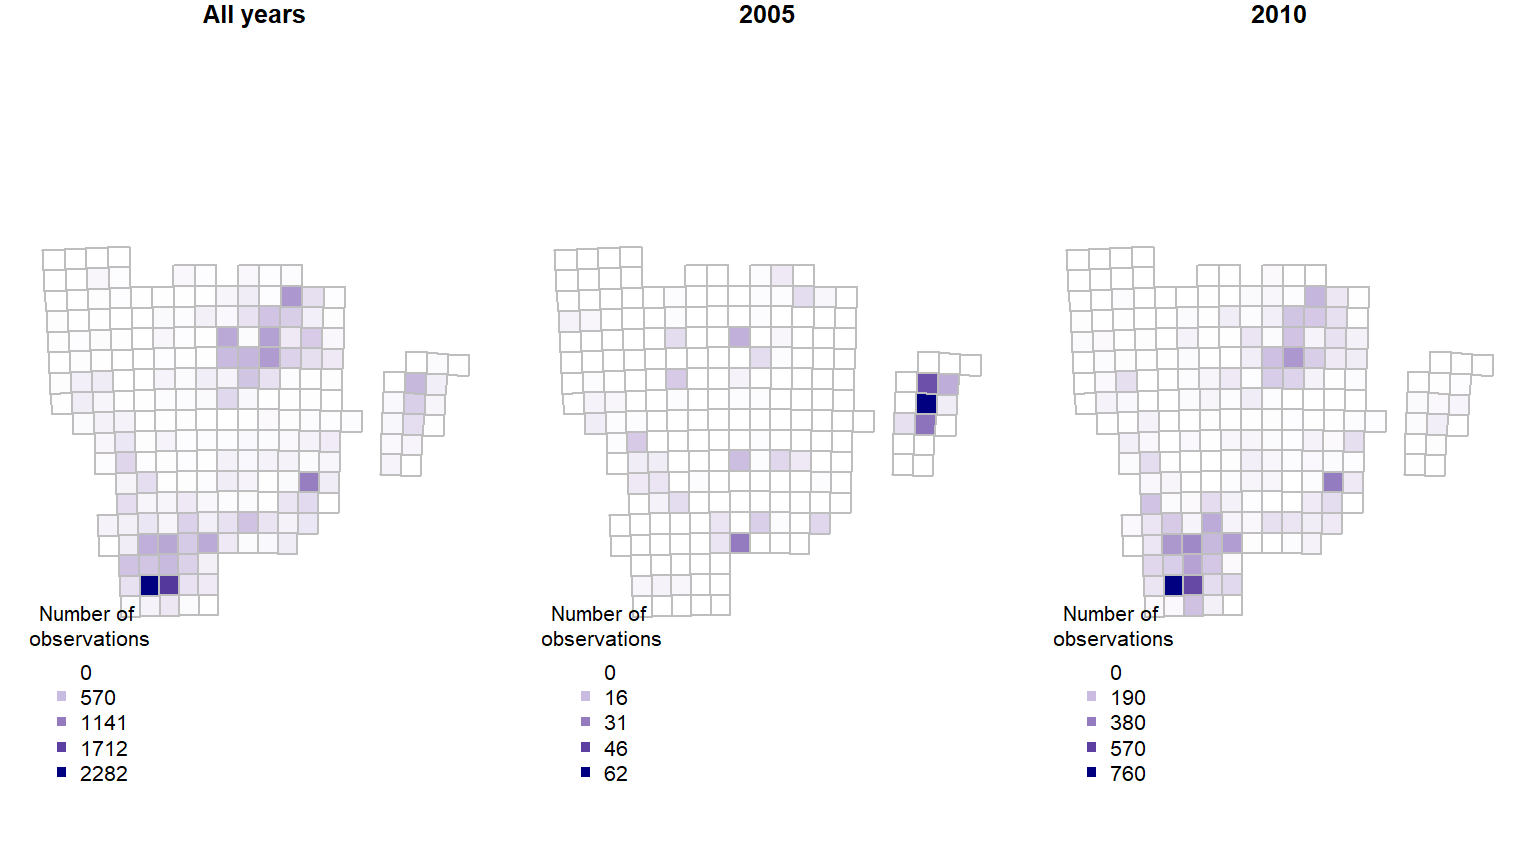 All years
2005
2010
Number of
observations
0
570
1141
1712
2282
Number of
observations
0
16
31
46
62
Number of
observations
0
190
380
570
760